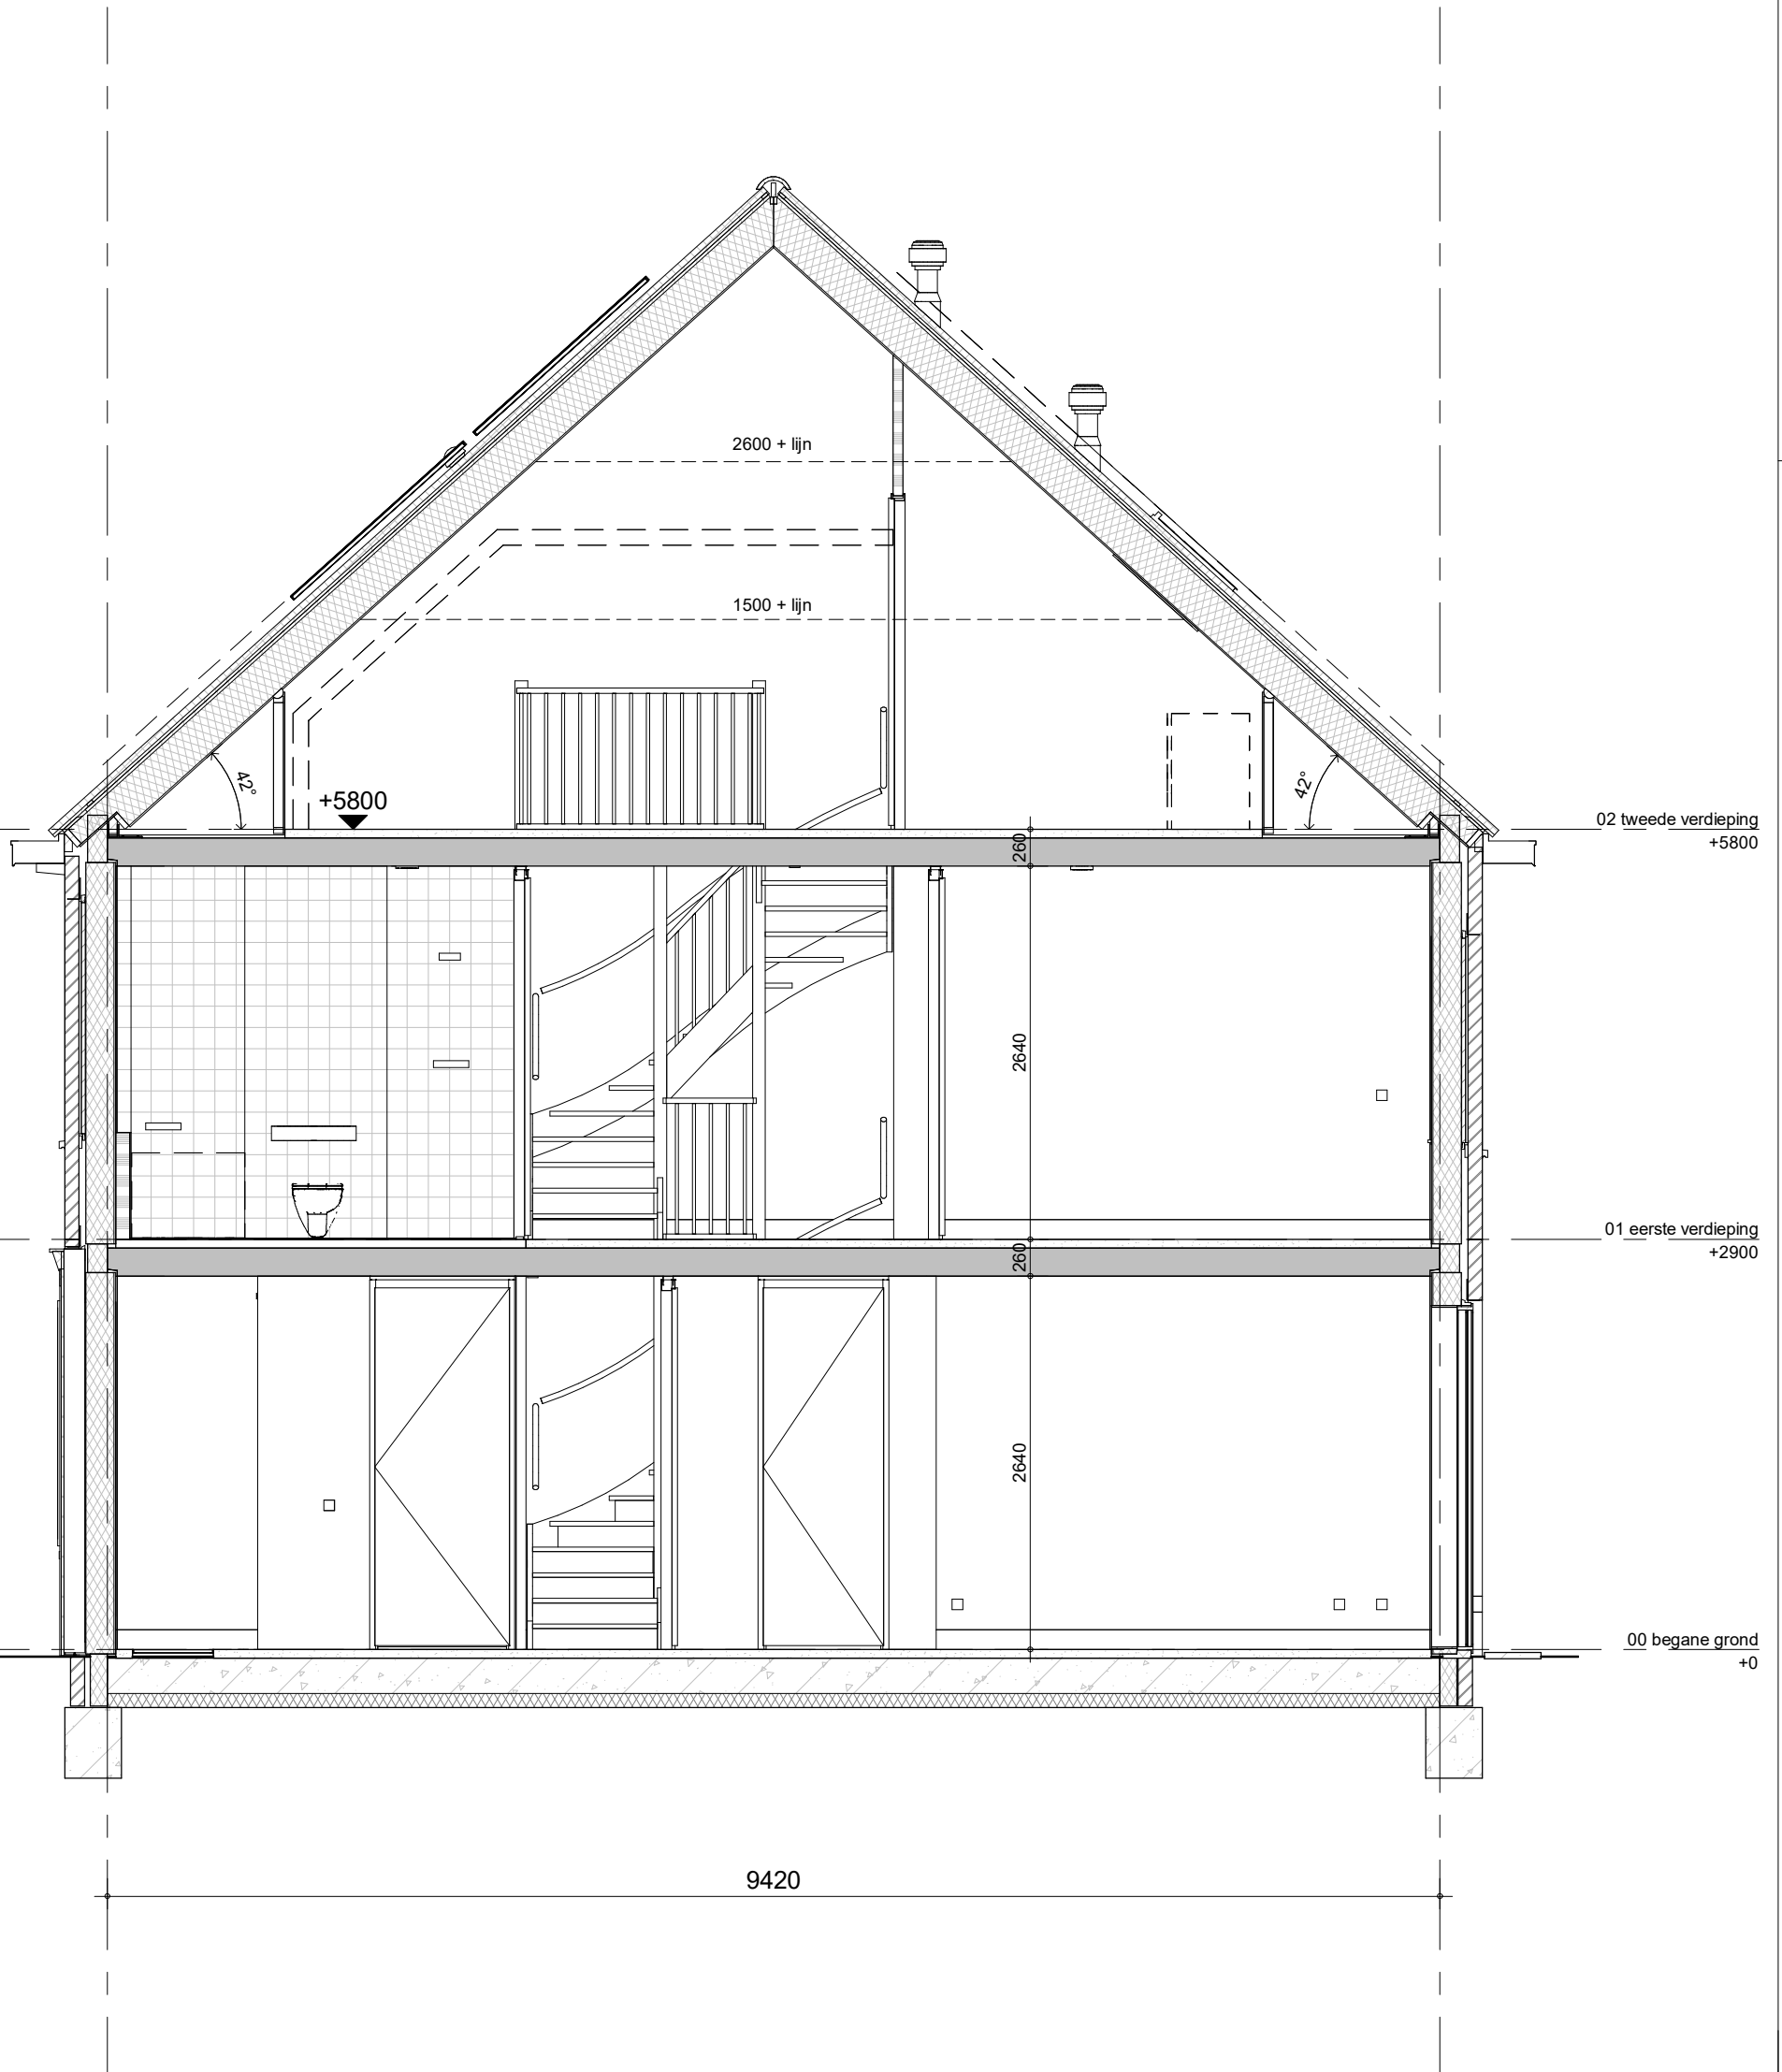 2600 + lijn
1500 + lijn
42°
+5800
42°
02 tweede verdieping
+5800
260
2640
01 eerste verdieping
+2900
260
2640
00 begane grond
+0
9420